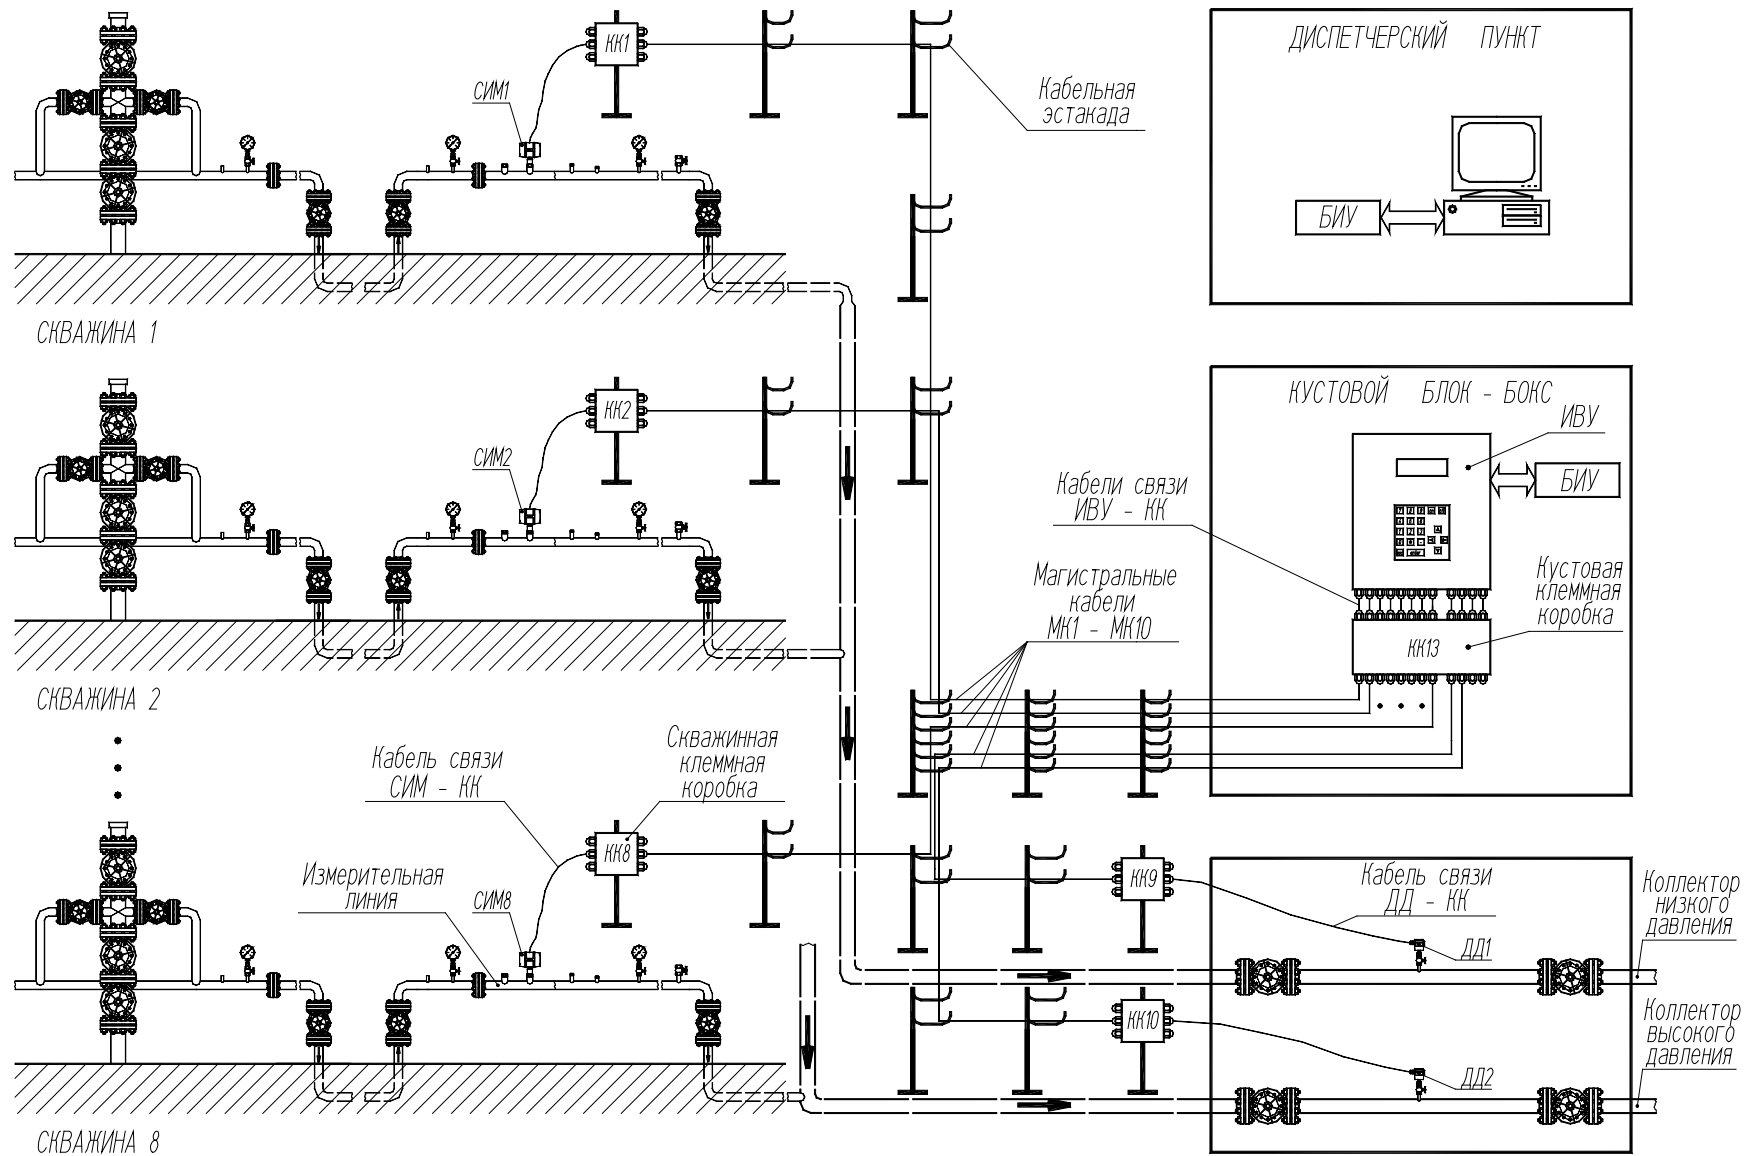 КК1
СИМ1
Кабельная
эстакада
ДИСПЕТЧЕРСКИЙ ПУНКТ
БИУ
СКВАЖИНА 1
КК2
СИМ2
КУСТОВОЙ БЛОК - БОКС
ИВУ
БИУ
Кабели связи
ИВУ - КК
Магистральные
кабели
МК1 - МК10
Кустовая
клеммная
коробка
КК13
СКВАЖИНА 2
Кабель связи
СИМ - КК
Скважинная
клеммная
коробка
КК8
Измерительная
линия
СИМ8
КК9
Кабель связи
ДД - КК
ДД1
Коллектор
низкого
давления
КК10
ДД2
Коллектор
высокого
давления
СКВАЖИНА 8